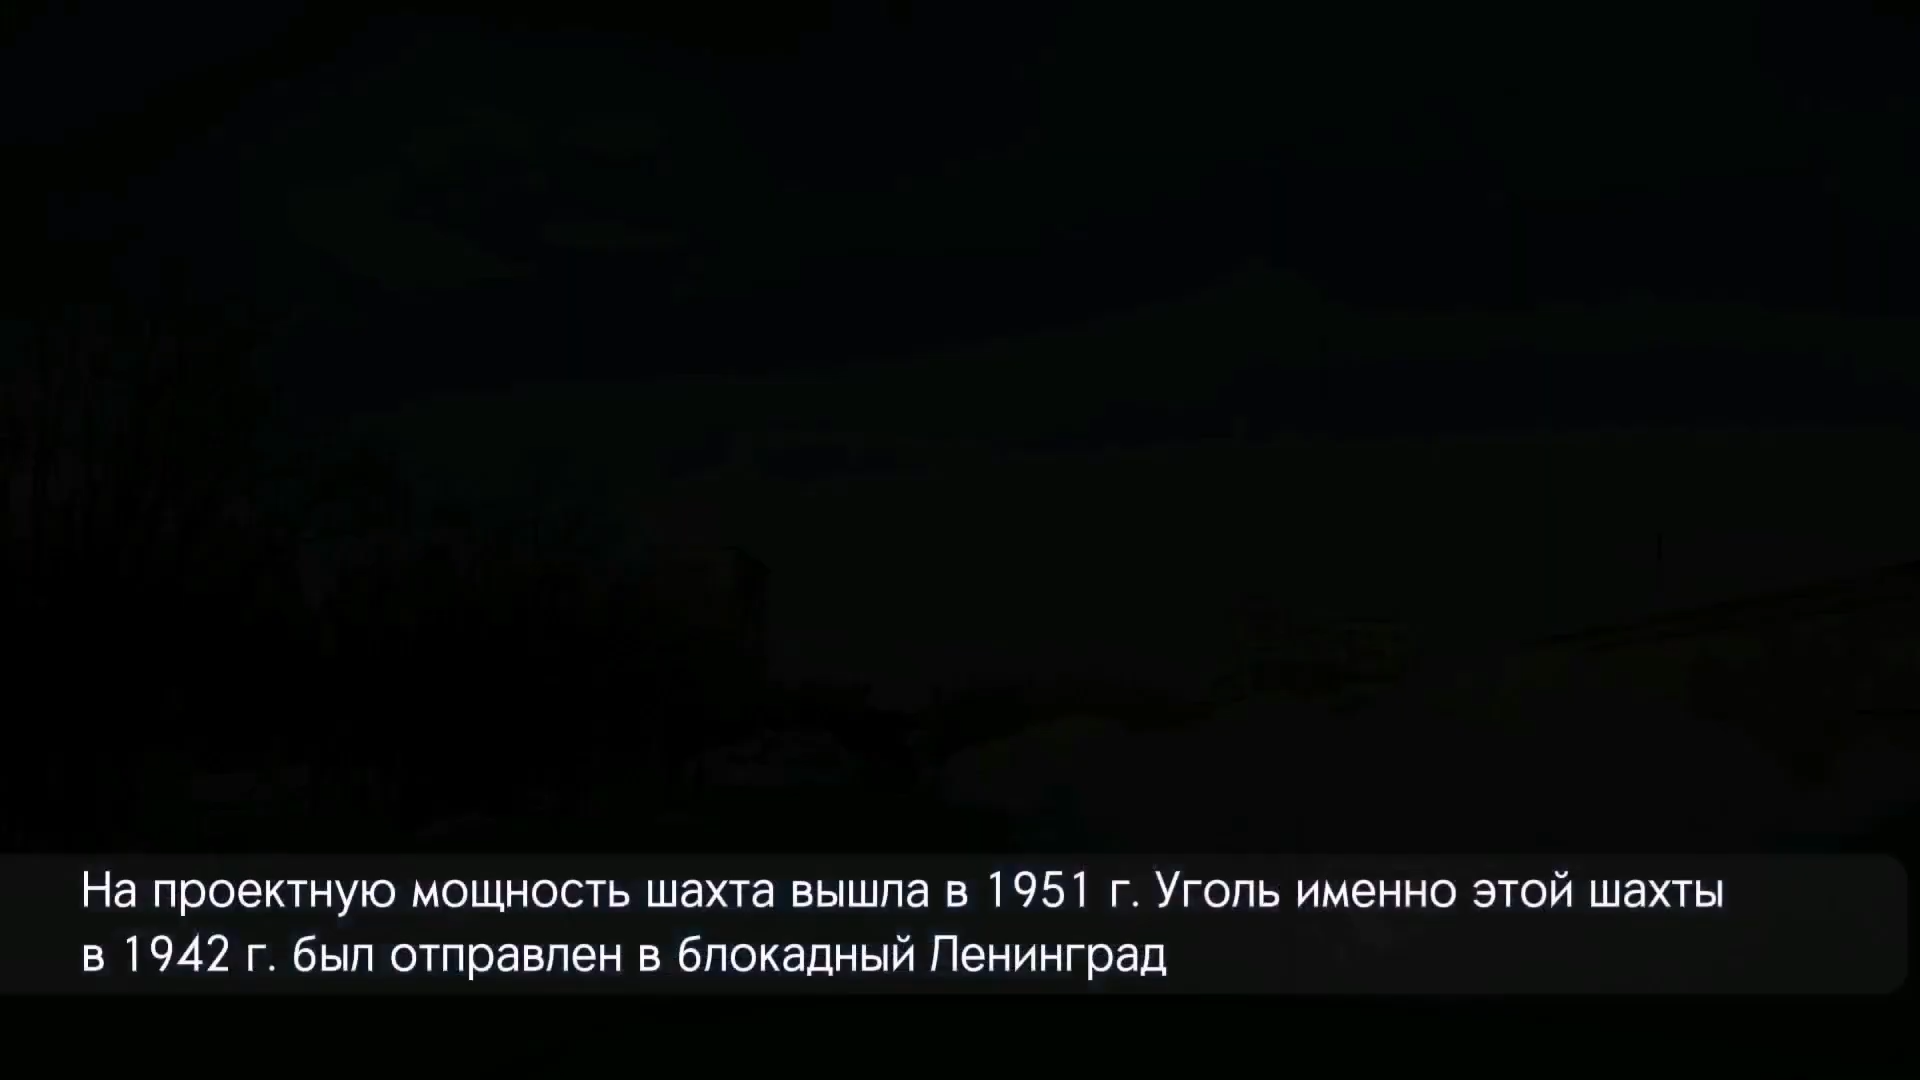 На проектную мощность шахта вышла в 1951 г. Уголь именно этой шахты
в 1942 г. был отправлен в блокадный Ленинград